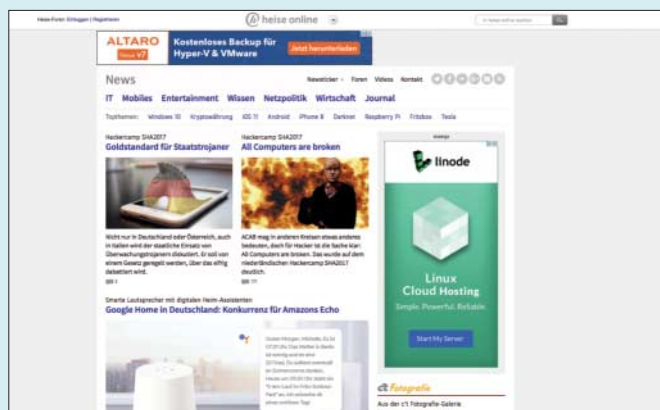 Heise-Foren: Einloggen | Registrieren
heise online
ALTARO
Kostenloses Backup für
Hyper-V & VMware
Jetzt herunterladen
News
Newsticker Foren Videos Kontakt
IT Mobiles Entertainment Wissen Netzpolitik Wirtschaft Journal
Topthemen: Windows 10 Kryptowährung iOS 11 Android iPhone 8 Darknet Raspberry Pi Fritzbox Tesla
Hackercamp SHA2017
Goldstandard für Staatstrojaner
Nicht nur in Deutschland oder Österreich, auch
in Italien wird der staatliche Einsatz von
Überwachungstrojanern diskutiert. Er soll von
einem Gesetz geregelt werden, über das eifrig
debattiert wird.
Hackercamp SHA2017
All Computers are broken
ACAB mag in anderen Kreisen etwas anderes
bedeuten, doch für Hacker ist die Sache klar:
All Computers are broken. Das wurde auf dem
niederländischen Hackercamp SHA2017
deutlich.
Anzeige
linode
Linux
Cloud Hosting
Simple. Powerful. Reliable.
Start My Server
Smarte Lautsprecher mit digitalen Heim-Assistenten
Google Home in Deutschland: Konkurrenz für Amazons Echo
c't Fotografie
Aus der c't Fotografie-Galerie